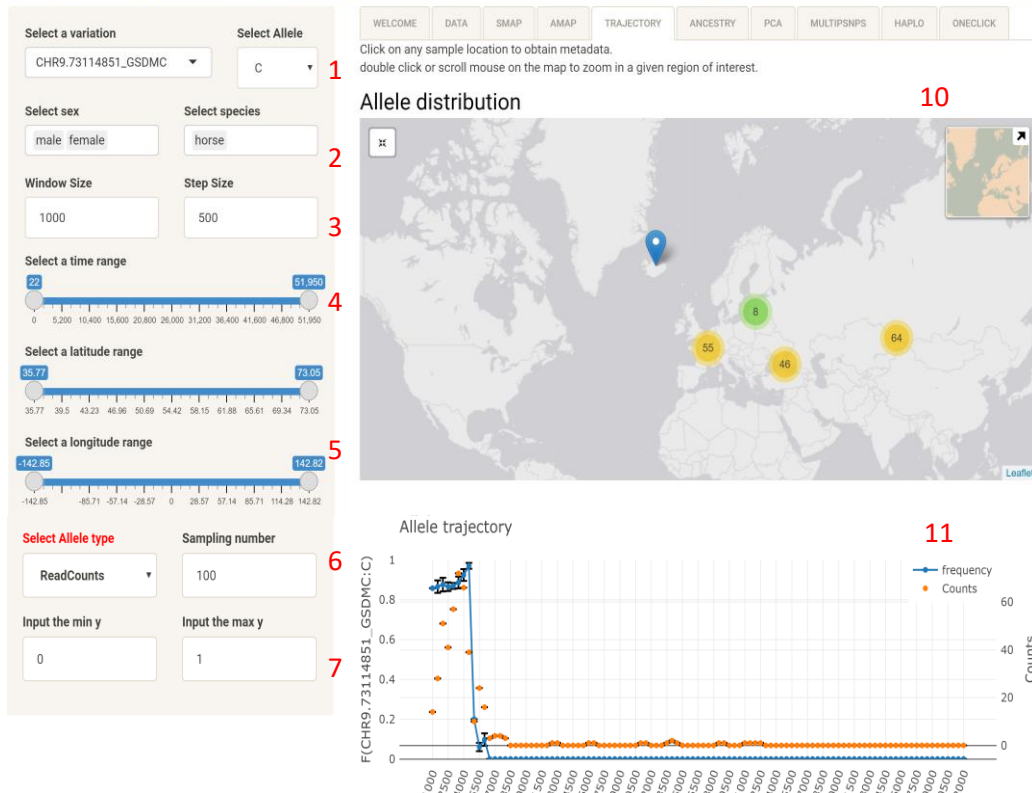 WELCOME DATA SMAP AMAP TRAJECTORY ANCESTRY PCA MULTIPSNPS HAPLO ONECLICK
Click on any sample location to obtain metadata.
double click or scroll mouse on the map to zoom in a given region of interest.
Select a variation Select Allele
CHR9.73114851_GSDMC C 1
Select sex Select species
male female horse 2
Window Size Step Size
1000 500 3
Select a time range
22 51,950
4
0 5,200 10,400 15,600 20,800 26,000 31,200 36,400 41,600 46,800 51,950
Select a latitude range
35.77 73.05
35.77 39.5 43.23 46.96 50.69 54.42 58.15 61.88 65.61 69.34 73.05
Select a longitude range
5
-142.85 142.82
-142.85 -85.71 -57.14 -28.57 0 28.57 57.14 85.71 114.28 142.82
Select Allele type Sampling number
ReadCounts 100 6
Input the min y Input the max y
0 1 7
Allele distribution 10
8
55 46 64
Leaflet
Allele trajectory 11
frequency
Counts
F(CHR9.73114851_GSDMC:C)
1
0.8
0.6
0.4
0.2
0
60
40
20
0
Counts